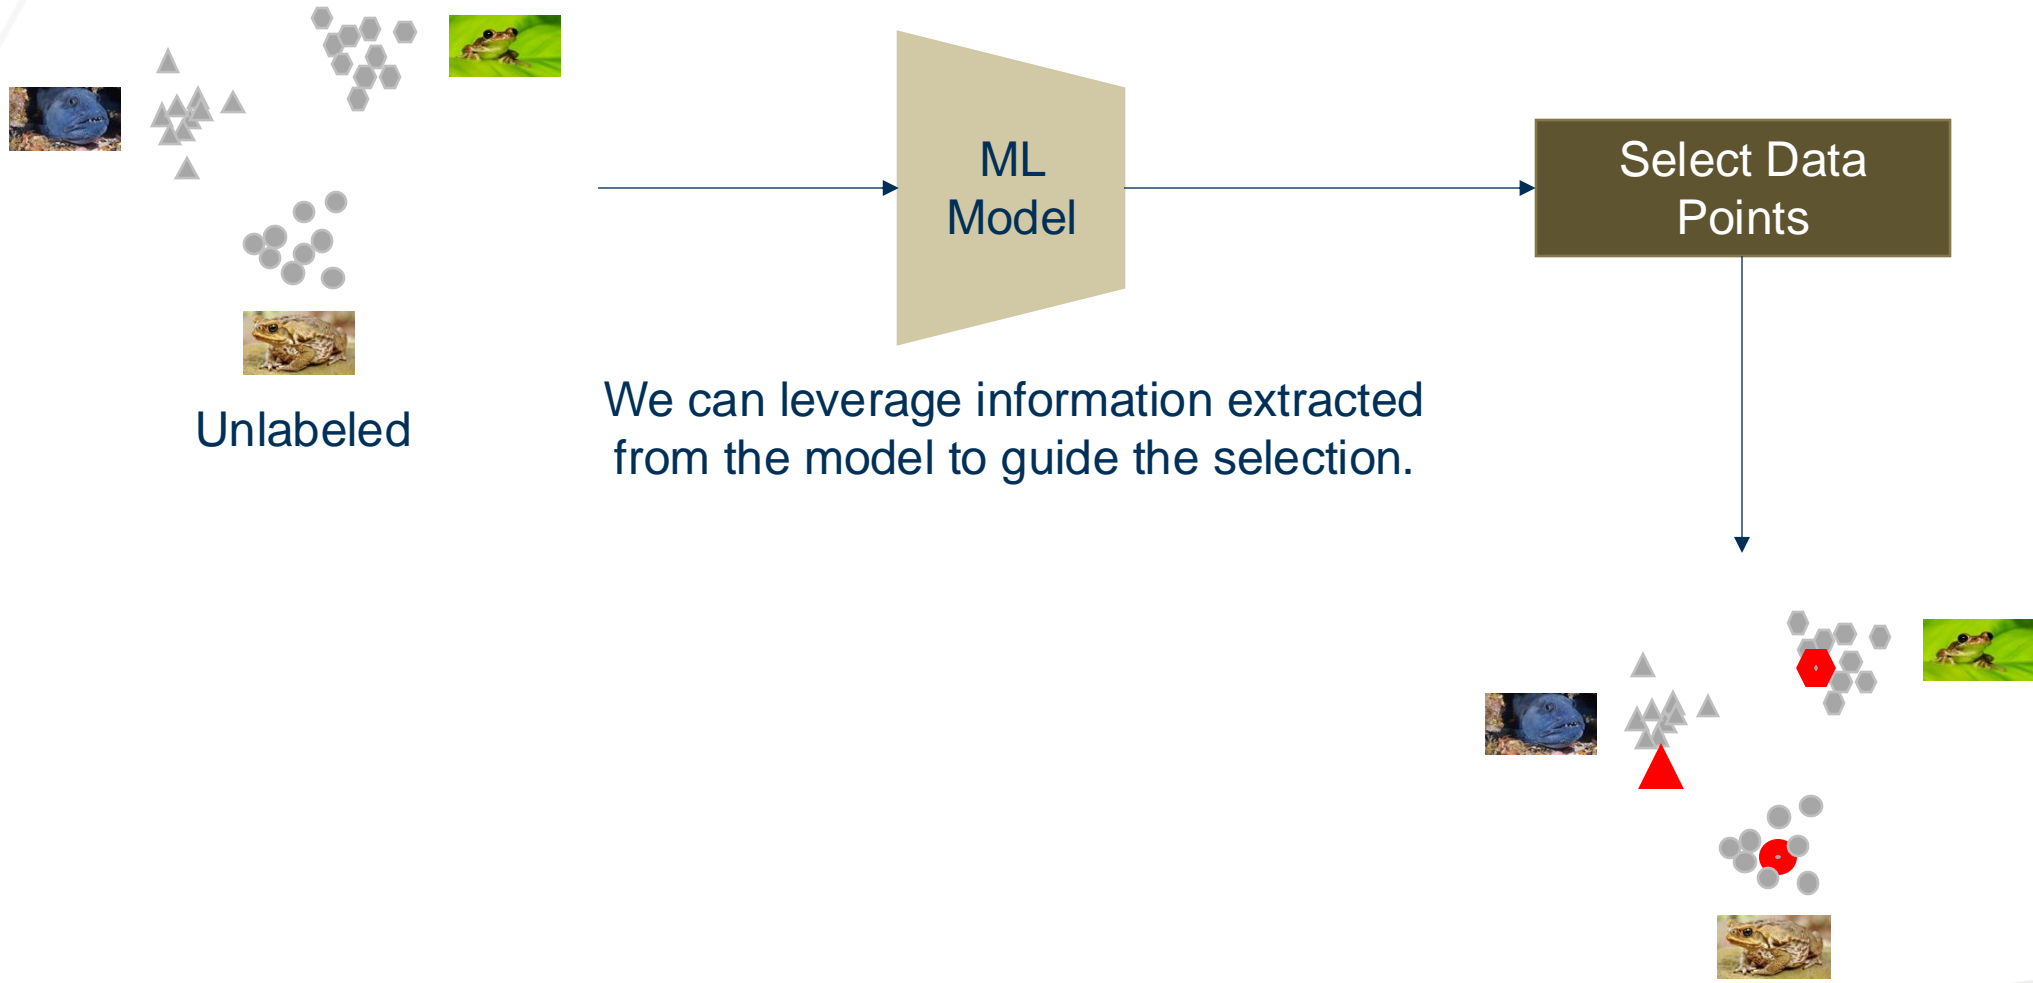 ML
Model
Select Data
Points
Unlabeled
We can leverage information extracted
from the model to guide the selection.